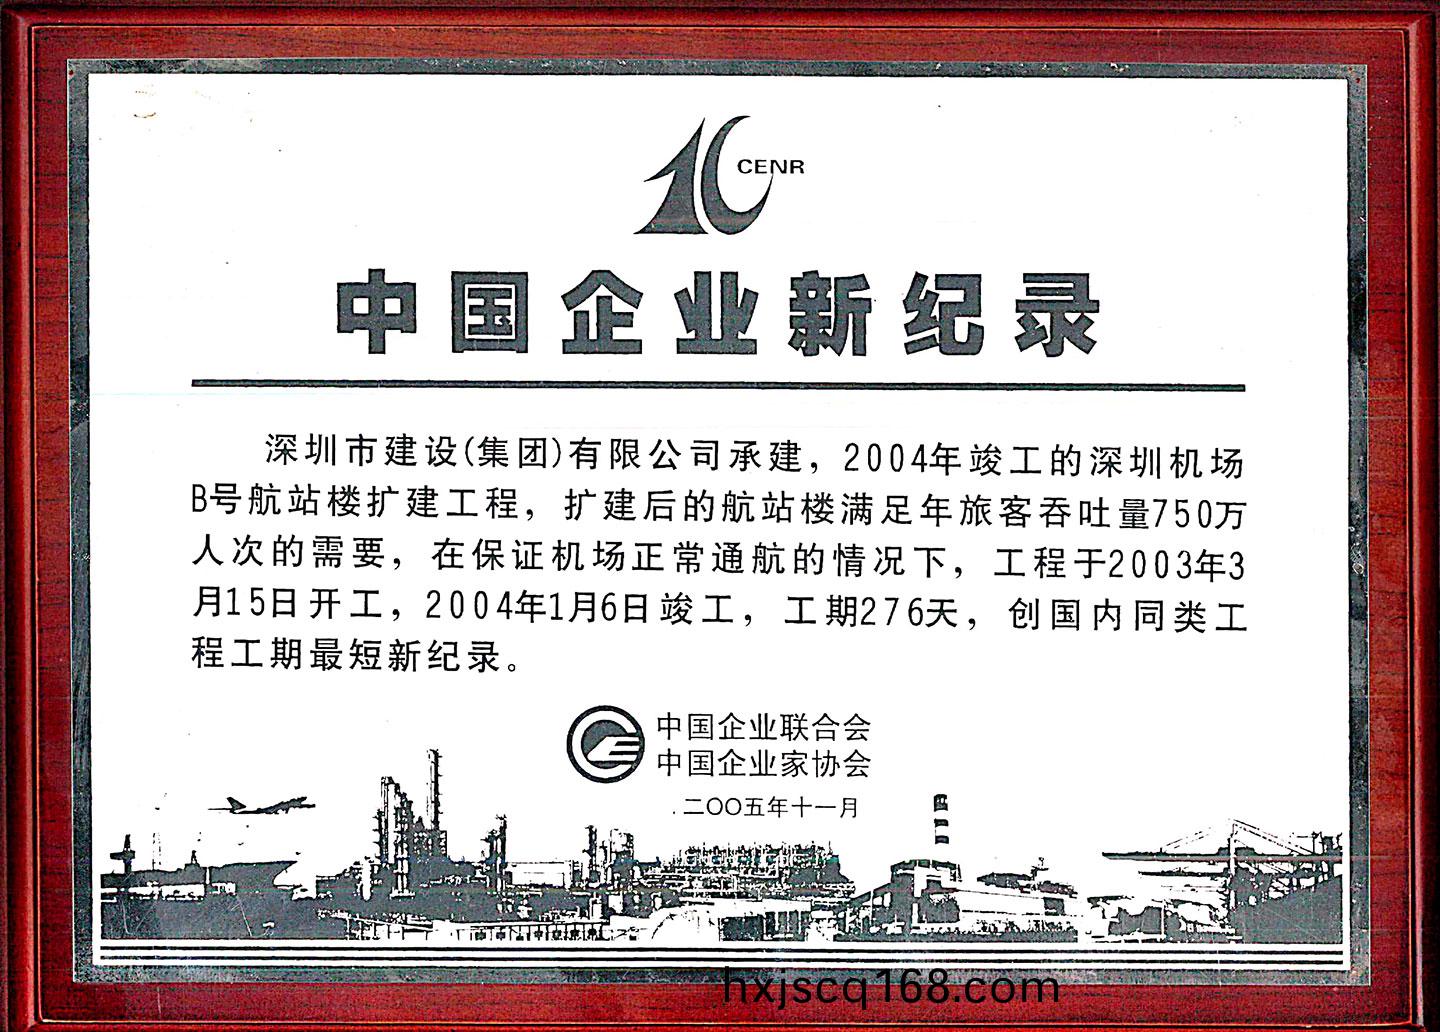 10
CENR
中国企业新纪录
深圳市建设(集团)有限公司承建，2004年竣工的深圳机场
B号航站楼扩建工程，扩建后的航站楼满足年旅客吞吐量750万
人次的需要，在保证机场正常通航的情况下，工程于2003年3
月15日开工，2004年1月6日竣工，工期276天，创国内同类工
程工期最短新纪录。
中国企业联合会
中国企业家协会
二〇〇五年十一月
hxjscq168.com